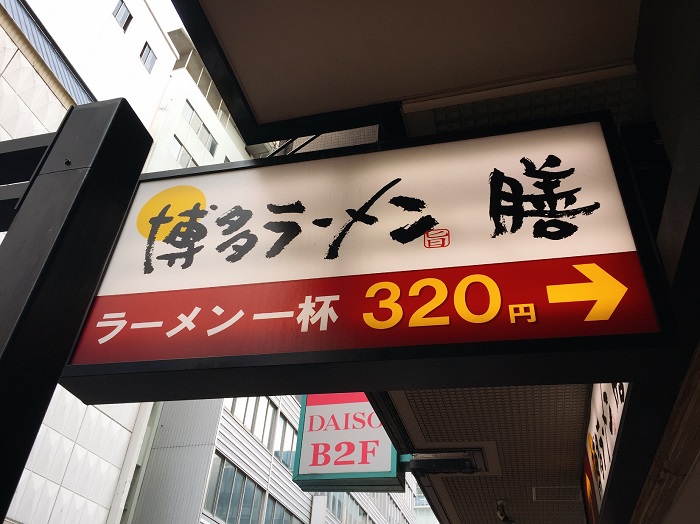 博多ラーメン 膳
旨
ラーメン一杯 320円 →
DAISO
B2F